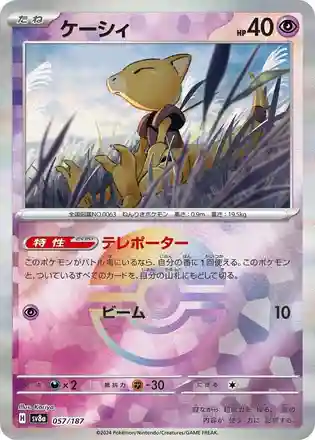 たね
ケーシィ
HP40
全国図鑑NO.0063 ねんりきポケモン 高さ:0.9m 重さ:19.5kg
特性 テレポーター
このポケモンがバトル場にいるなら、自分の番に1回使える。このポケモン
と、ついているすべてのカードを、自分の山札にもどして切る。
ビーム 10
弱点 ×2 抵抗力 -30 にげる
Illus. Kariya
H sv8a 057/187
©2024 Pokémon/Nintendo/Creatures/GAME FREAK.